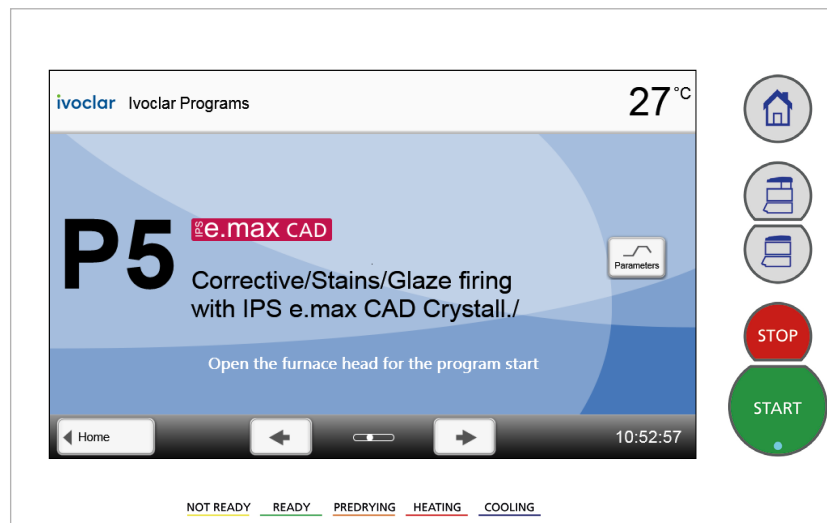 ivoclar Ivoclar Programs
27°C
P5
IPS e.max CAD
Corrective/Stains/Glaze firing
with IPS e.max CAD Crystall./
Parameters
Open the furnace head for the program start
Home
10:52:57
STOP
START
NOT READY READY PREDRYING HEATING COOLING